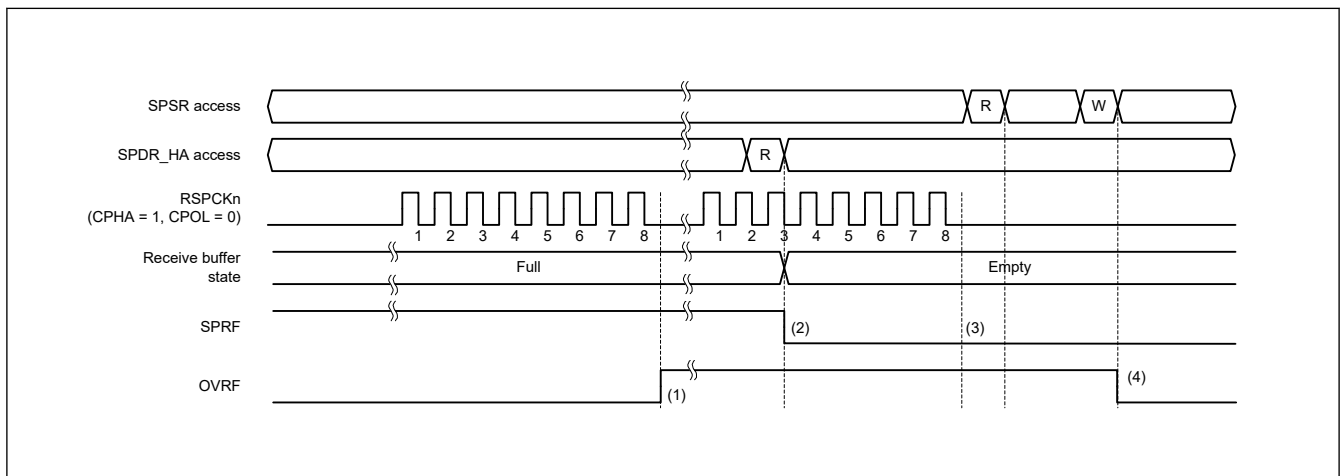 SPSR access
R
W
SPDR_HA access
R
RSPCKn
(CPHA = 1, CPOL = 0)
1 2 3 4 5 6 7 8 1 2 3 4 5 6 7 8
Receive buffer
state
Full
Empty
SPRF
(2)
(3)
OVRF
(1)
(4)